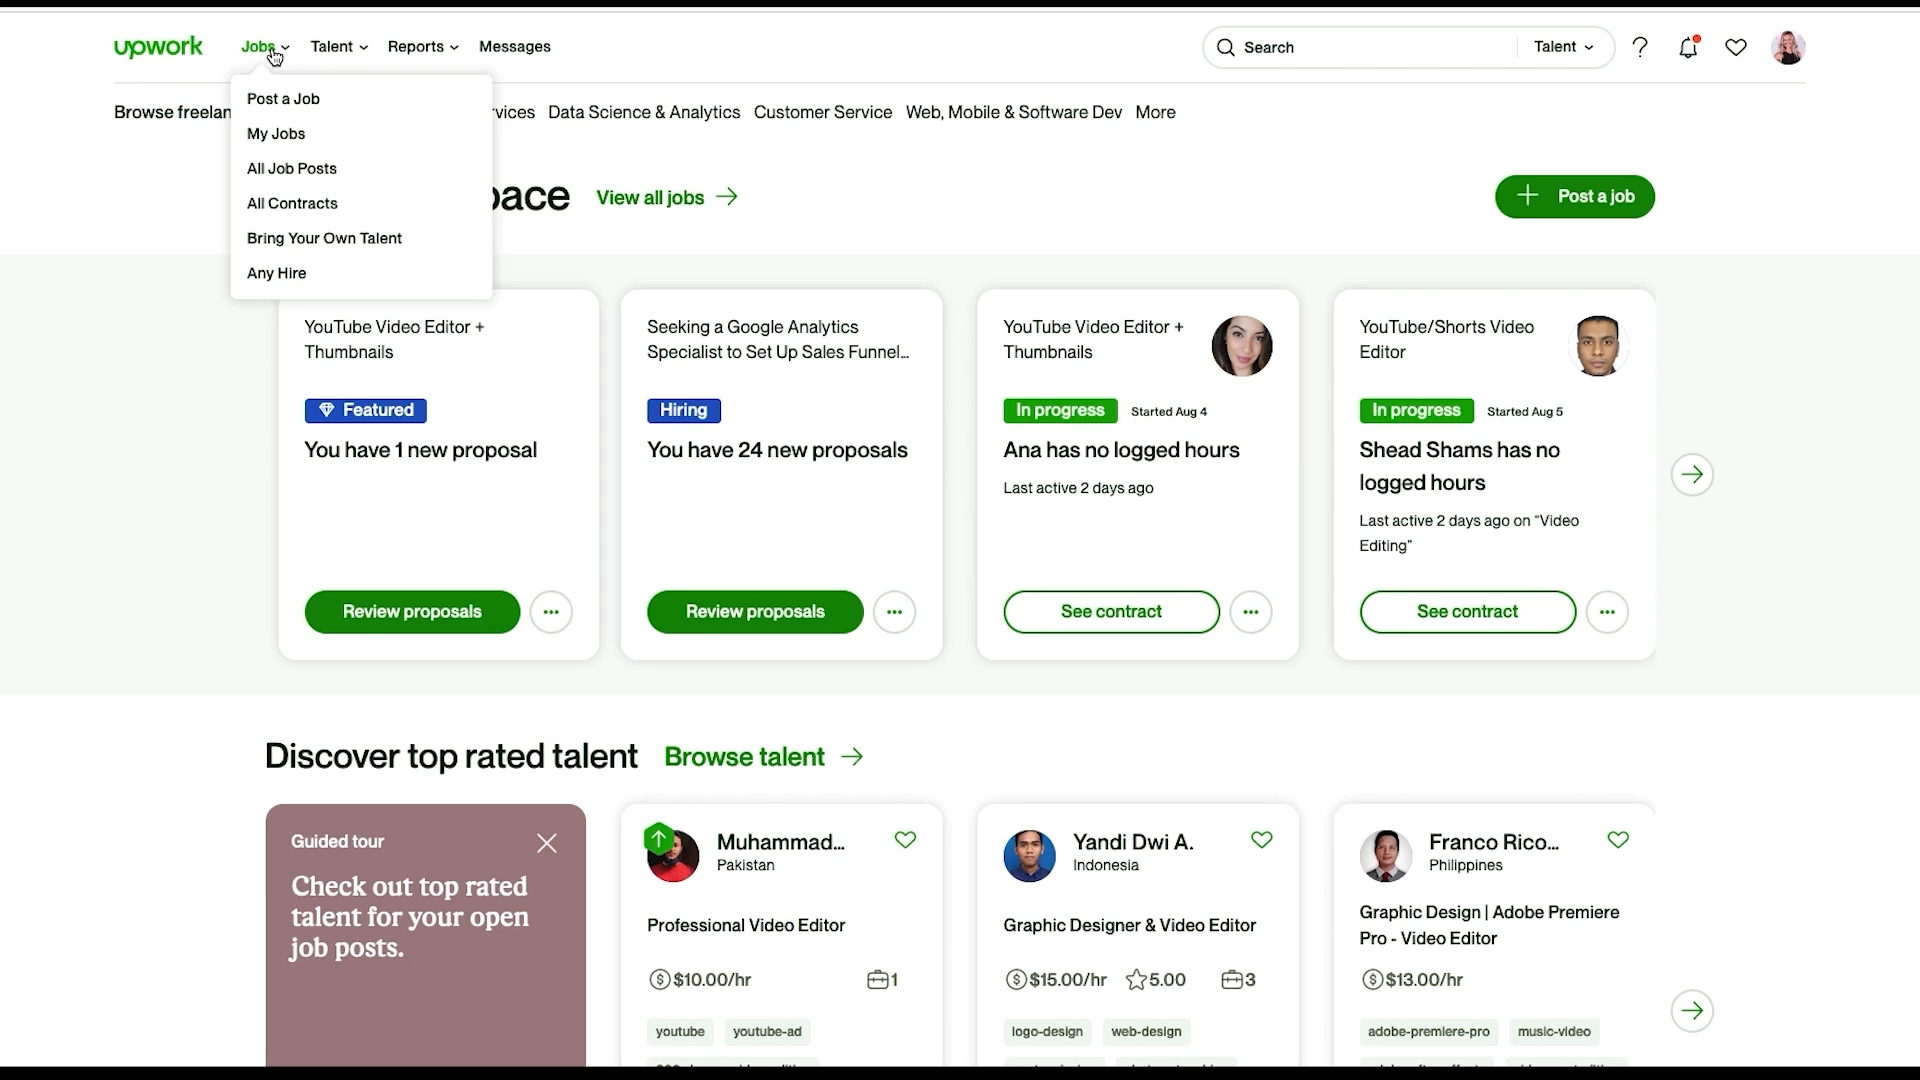 upwork
Jobs
Talent
Reports
Messages
Search
Talent
Post a Job
My Jobs
All Job Posts
All Contracts
Bring Your Own Talent
Any Hire
Browse freelan
rvices
Data Science & Analytics
Customer Service
Web, Mobile & Software Dev
More
pace
View all jobs
Post a job
YouTube Video Editor +
Thumbnails
Featured
You have 1 new proposal
Review proposals
Seeking a Google Analytics
Specialist to Set Up Sales Funnel...
Hiring
You have 24 new proposals
Review proposals
YouTube Video Editor +
Thumbnails
In progress Started Aug 4
Ana has no logged hours
Last active 2 days ago
See contract
YouTube/Shorts Video
Editor
In progress Started Aug 5
Shead Shams has no
logged hours
Last active 2 days ago on “Video
Editing”
See contract
Discover top rated talent
Browse talent
Guided tour
Check out top rated
talent for your open
job posts.
Muhammad...
Pakistan
Professional Video Editor
$10.00/hr 1
youtube youtube-ad
Yandi Dwi A.
Indonesia
Graphic Designer & Video Editor
$15.00/hr 5.00 3
logo-design web-design
Franco Rico...
Philippines
Graphic Design | Adobe Premiere
Pro - Video Editor
$13.00/hr
adobe-premiere-pro music-video